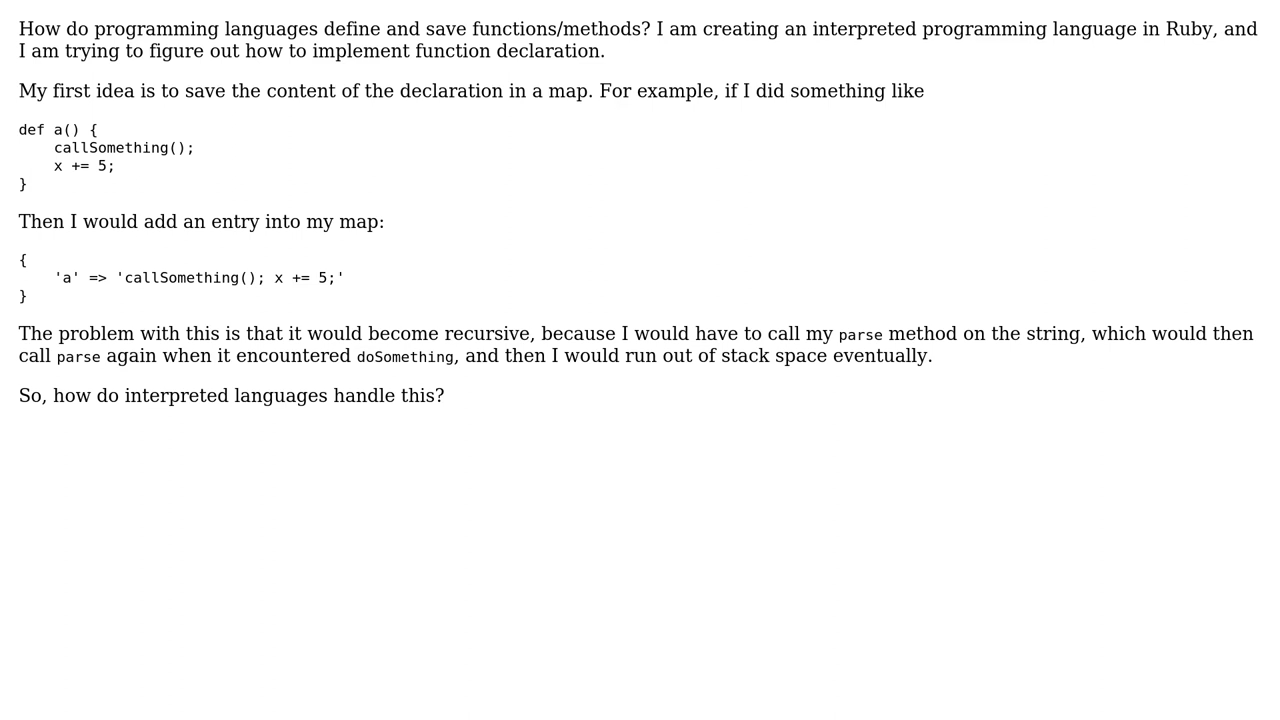 How do programming languages define and save functions/methods? I am creating an interpreted programming language in Ruby, and
I am trying to figure out how to implement function declaration.
My first idea is to save the content of the declaration in a map. For example, if I did something like
def a() {
    callSomething();
    x += 5;
}
Then I would add an entry into my map:
{
    'a' => 'callSomething(); x += 5;'
}
The problem with this is that it would become recursive, because I would have to call my parse method on the string, which would then
call parse again when it encountered doSomething, and then I would run out of stack space eventually.
So, how do interpreted languages handle this?